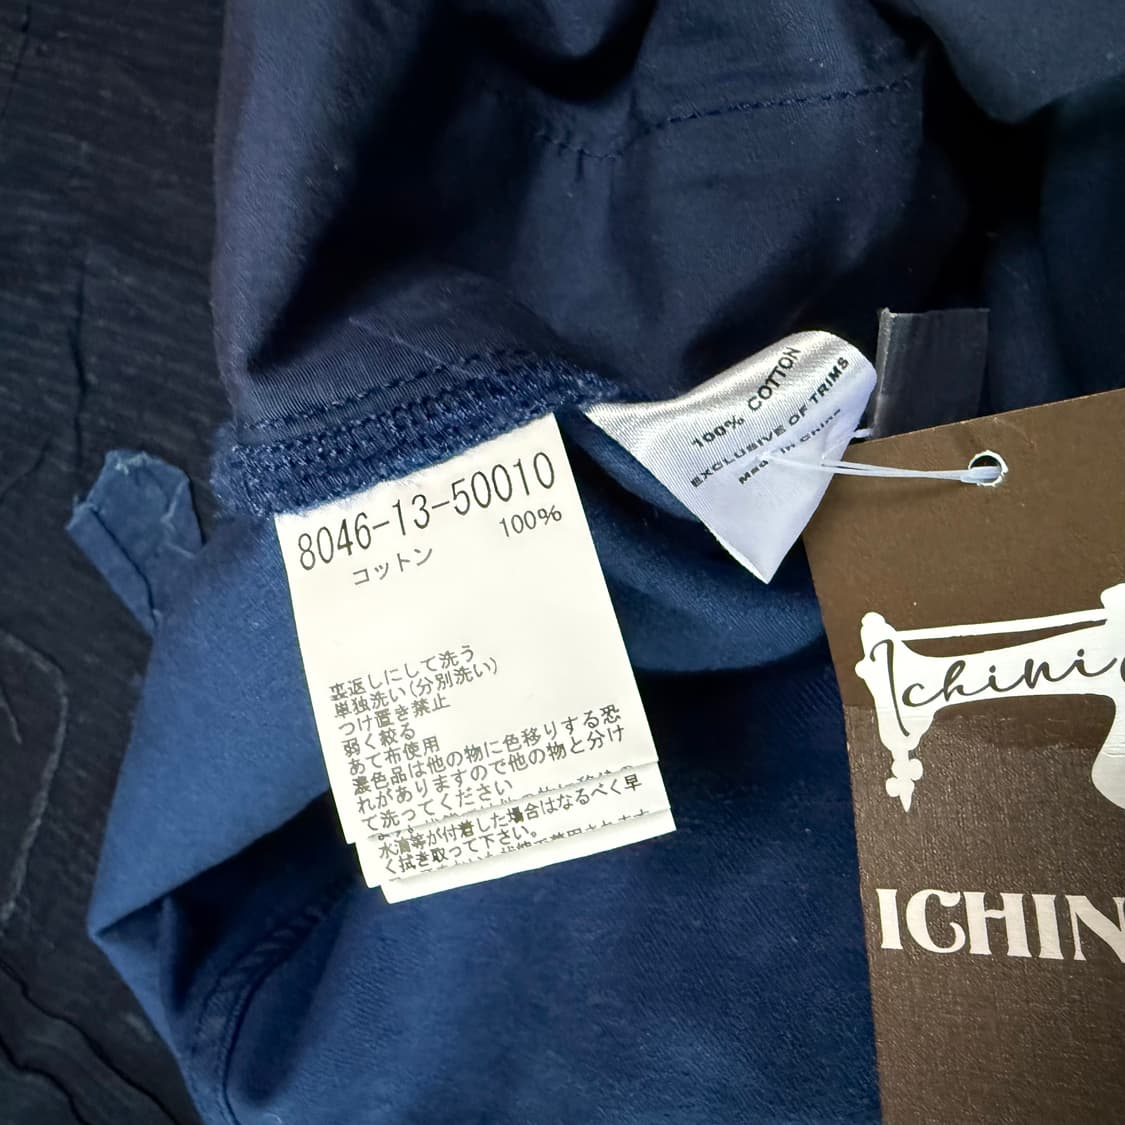 8046-13-50010
コットン 100%
裏返しにして洗う
単独洗い(分別洗い)
つけ置き禁止
弱く絞る
あて布使用
濃色品は他の物に色移りする恐
れがありますので他の物と分け
て洗ってください
水滴等が付着した場合はなるべく早
く拭き取って下さい。
100% COTTON
EXCLUSIVE OF TRIMS
MADE IN CHINA
Ichini
ICHIN